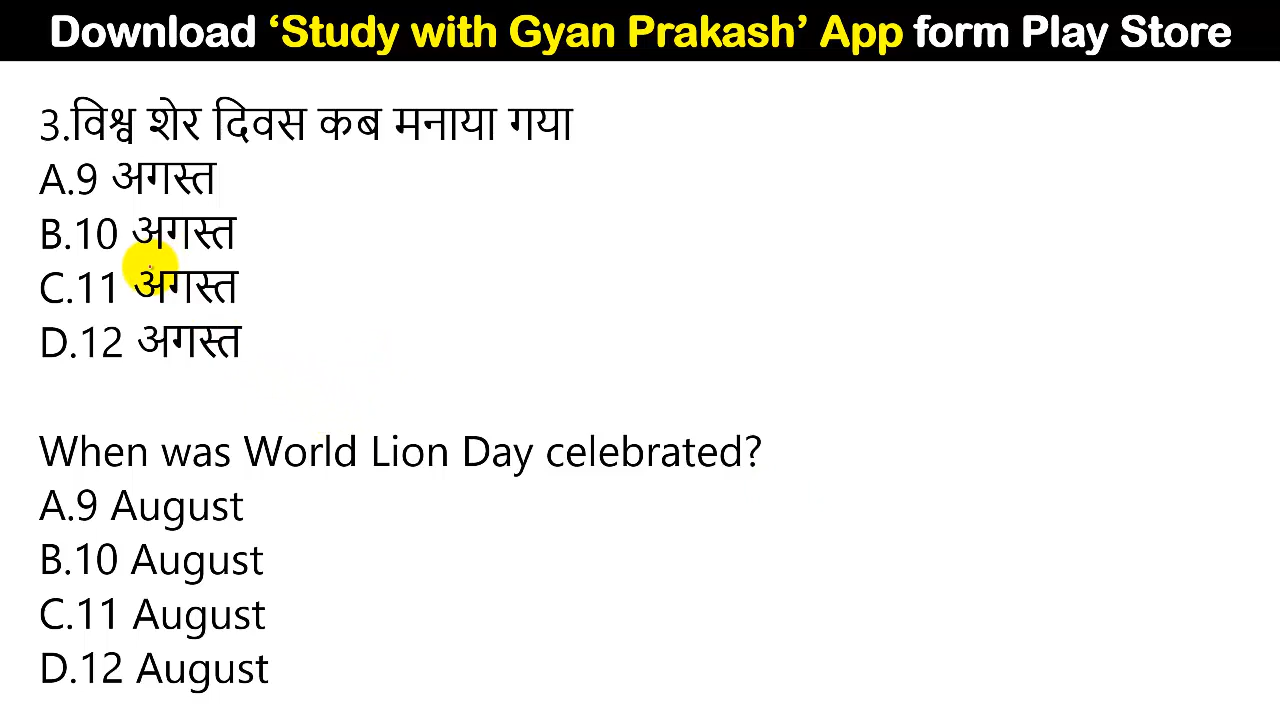 Download ‘Study with Gyan Prakash’ App form Play Store
3.विश्व शेर दिवस कब मनाया गया
A.9 अगस्त
B.10 अगस्त
C.11 अगस्त
D.12 अगस्त
When was World Lion Day celebrated?
A.9 August
B.10 August
C.11 August
D.12 August